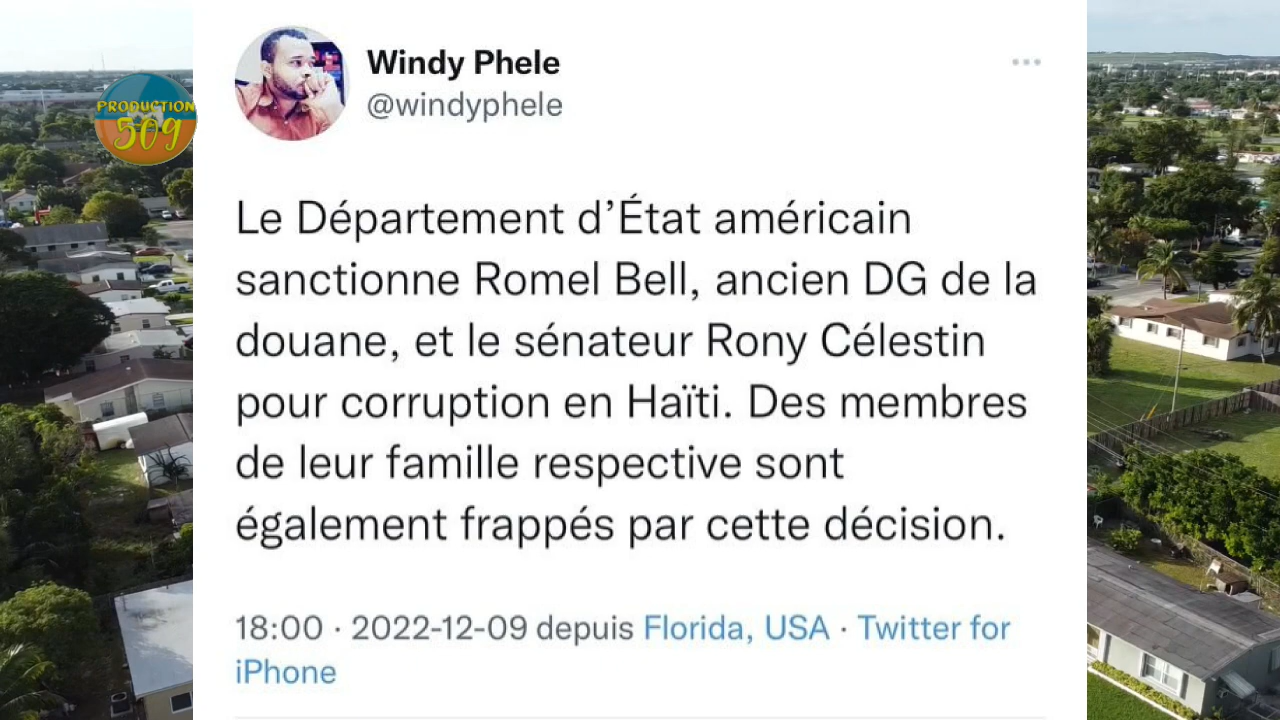 PRODUCTION
509
Windy Phele
@windyphele
Le Département d’État américain
sanctionne Romel Bell, ancien DG de la
douane, et le sénateur Rony Célestin
pour corruption en Haïti. Des membres
de leur famille respective sont
également frappés par cette décision.
18:00 · 2022-12-09 depuis Florida, USA · Twitter for
iPhone